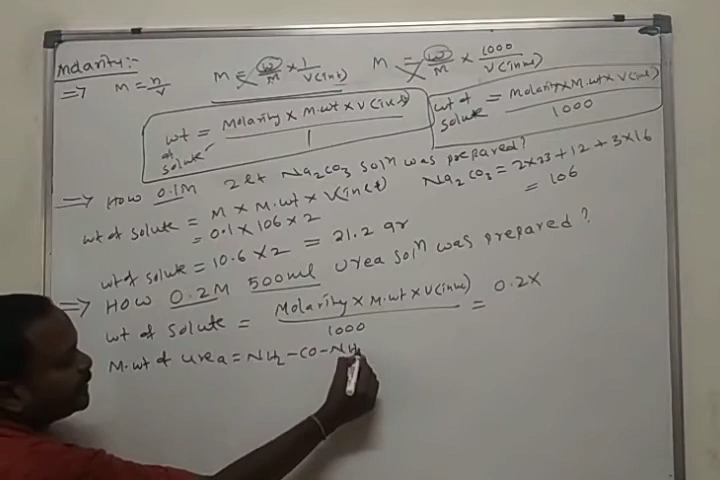 Molarity:-
⇒ M = n/V   M = w/M × 1/V(in L)   M = w/M × 1000/V(in mL)
wt of solute = Molarity × M.wt × V(in L) / 1
wt of solute = Molarity × M.wt × V(in mL) / 1000
⇒ How 0.1M 2 Lt Na2CO3 soln was prepared?
wt of solute = M × M.wt × V(in Lt)   Na2CO3 = 2×23+12+3×16
= 0.1 × 106 × 2   = 106
wt of solute = 10.6 × 2 = 21.2 gr
⇒ How 0.2M 500mL Urea soln was prepared?
wt of solute = Molarity × M.wt × V(in mL) / 1000 = 0.2×
M.wt of urea = NH2-CO-NH